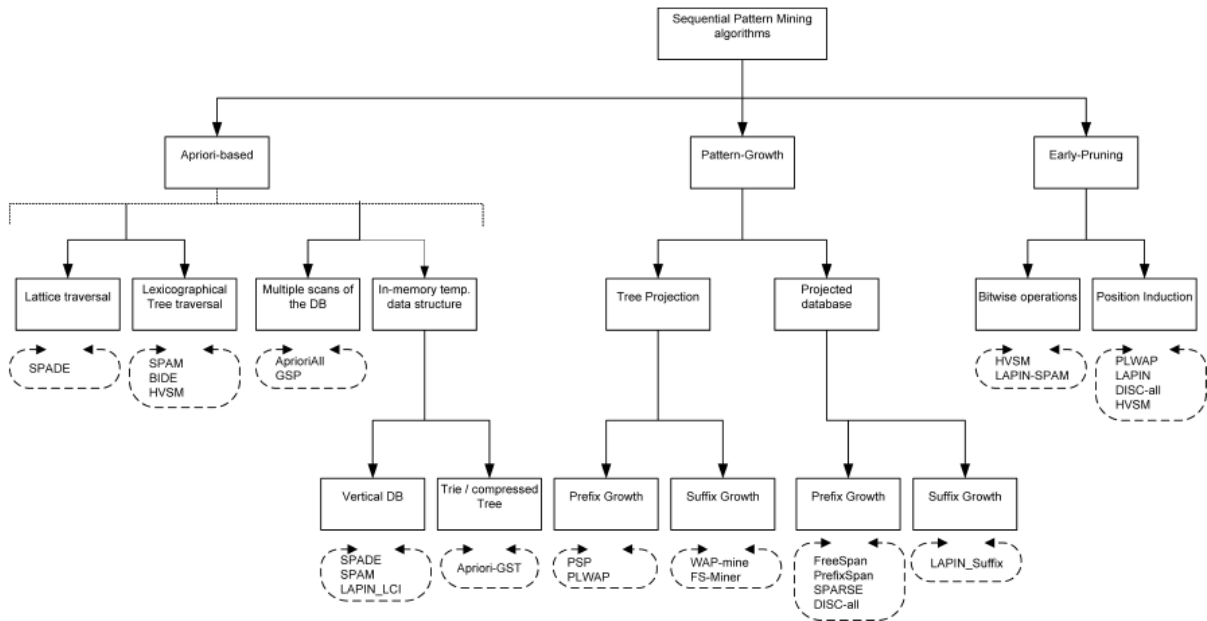 Sequential Pattern Mining
algorithms
Apriori-based
Pattern-Growth
Early-Pruning
Lattice traversal
Lexicographical
Tree traversal
Multiple scans of
the DB
In-memory temp.
data structure
Tree Projection
Projected
database
Bitwise operations
Position Induction
SPADE
SPAM
BIDE
HVSM
AprioriAll
GSP
HVSM
LAPIN-SPAM
PLWAP
LAPIN
DISC-all
HVSM
Vertical DB
Trie / compressed
Tree
Prefix Growth
Suffix Growth
Prefix Growth
Suffix Growth
SPADE
SPAM
LAPIN_LCI
Apriori-GST
PSP
PLWAP
WAP-mine
FS-Miner
FreeSpan
PrefixSpan
SPARSE
DISC-all
LAPIN_Suffix